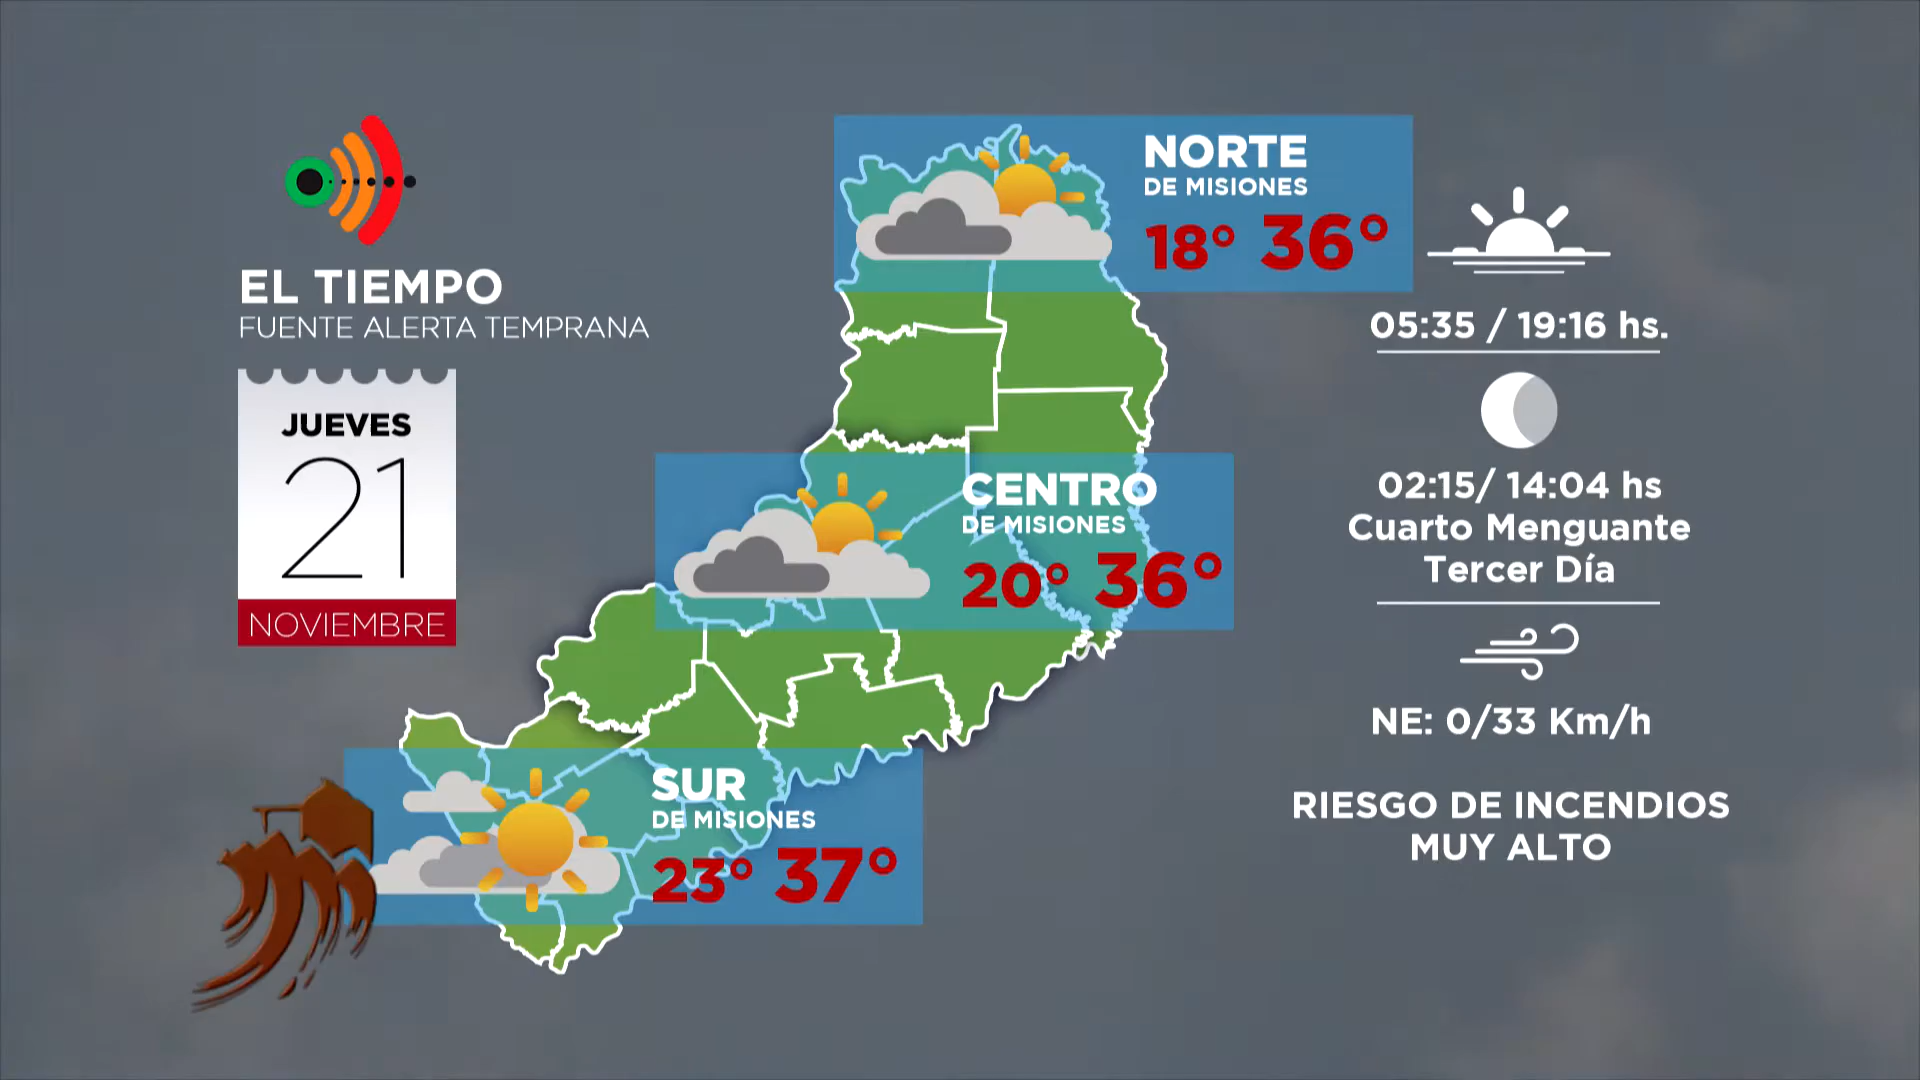 EL TIEMPO
FUENTE ALERTA TEMPRANA
JUEVES
21
NOVIEMBRE
NORTE
DE MISIONES
18° 36°
CENTRO
DE MISIONES
20° 36°
SUR
DE MISIONES
23° 37°
05:35 / 19:16 hs.
02:15/ 14:04 hs
Cuarto Menguante
Tercer Día
NE: 0/33 Km/h
RIESGO DE INCENDIOS
MUY ALTO